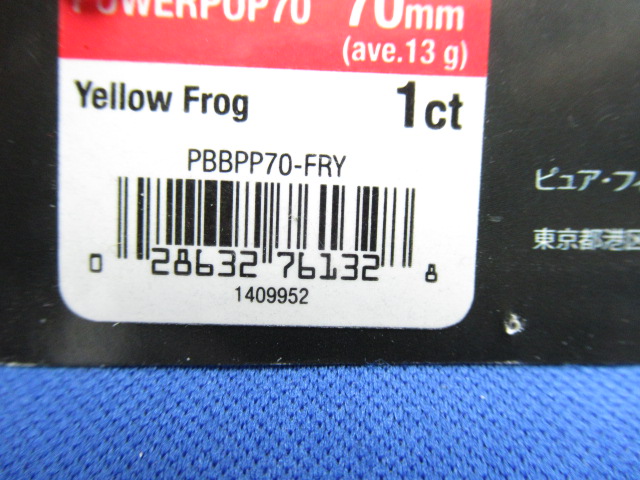 POWERPOP70 70mm
(ave.13 g)
Yellow Frog 1ct
PBBPP70-FRY
0 28632 76132 8
1409952
ピュア・フィ
東京都港区